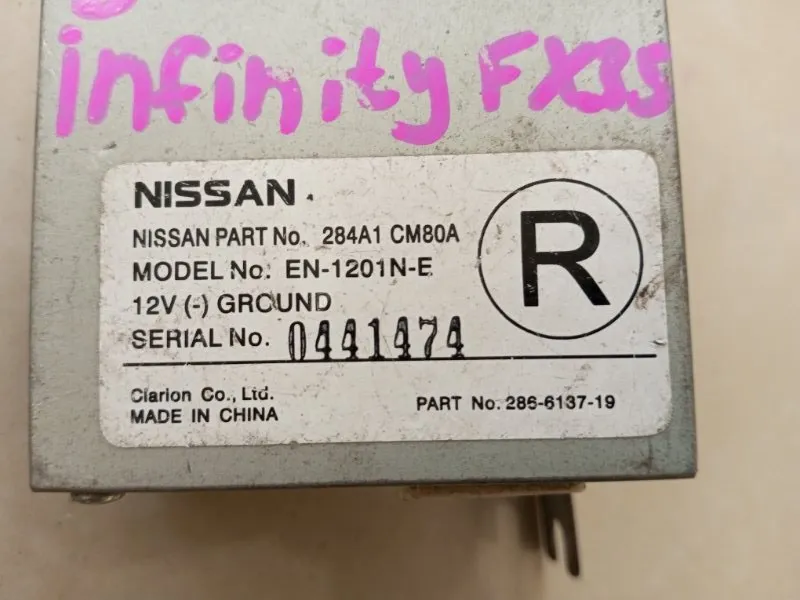 infinity FX35
NISSAN
NISSAN PART No. 284A1 CM80A
MODEL No. EN-1201N-E
R
12V (-) GROUND
SERIAL No. 0441474
Clarion Co., Ltd.
MADE IN CHINA
PART No. 286-6137-19